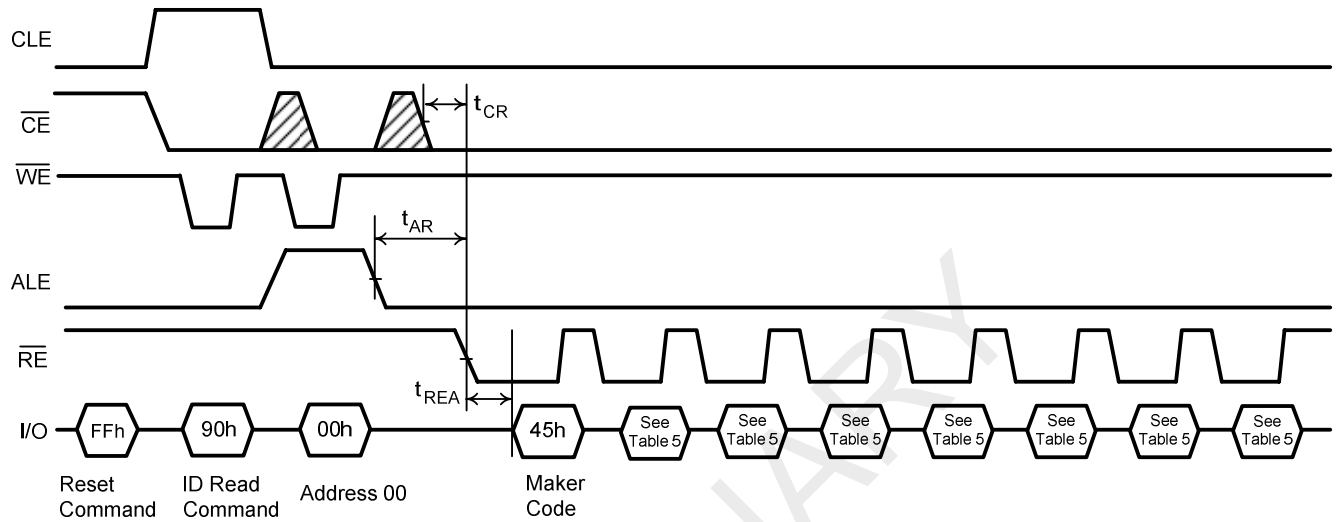 CLE
CE
t_CR
WE
t_AR
ALE
RE
t_REA
I/O
FFh
90h
00h
45h
See
Table 5
See
Table 5
See
Table 5
See
Table 5
See
Table 5
See
Table 5
See
Table 5
Reset
Command
ID Read
Command
Address 00
Maker
Code
NARY